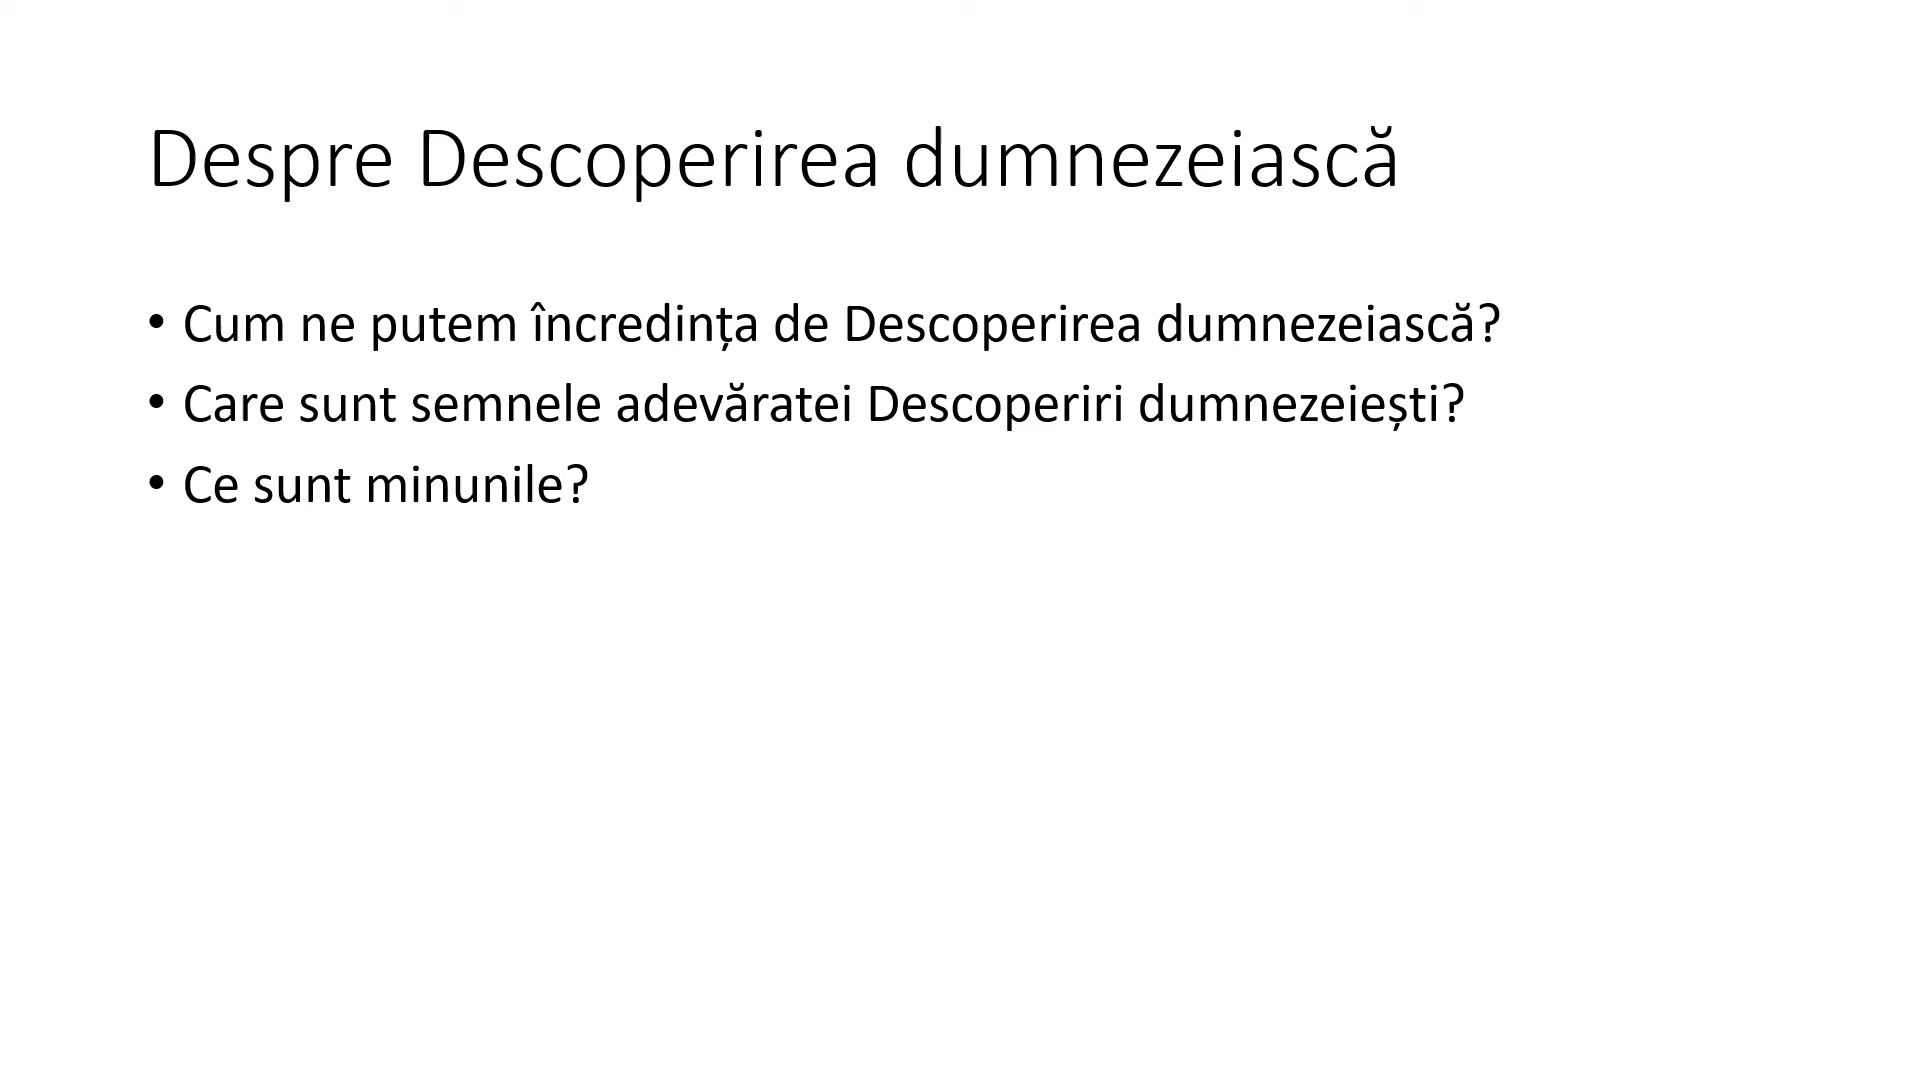 Despre Descoperirea dumnezeiască
• Cum ne putem încredința de Descoperirea dumnezeiască?
• Care sunt semnele adevăratei Descoperiri dumnezeiești?
• Ce sunt minunile?